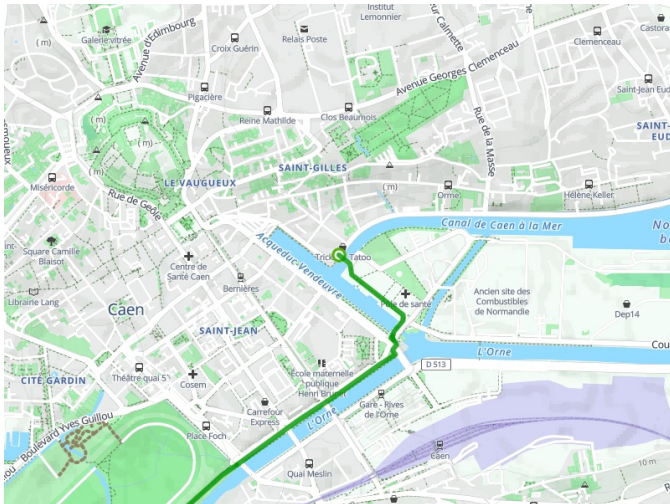 Institut
Lemonnier
Castora
Galerie vitrée
Avenue d'Edimbourg
Croix Guérin
Relais Poste
Clemenceau
( m)
Pigacière
Avenue Georges Clemenceau
Saint-Jean Eud
Reine Mathilde
Clos Beaunois
Rue de la Masse
SAINT-
EUD
( m)
( m)
SAINT-GILLES
Miséricorde
LE VAUGUEUX
( m)
Orme
Hélène Keller
Rue de Geôle
Canal de Caen à la Mer
Square Camille
Blaisot
Acqueduc-Vendeuvre
Tatoo
Centre de
Santé Caen
Bernières
Ancien site des
Combustibles
de Normandie
Librairie Lang
Pôle de santé
Caen
Dep14
SAINT-JEAN
L'Orne
Cou
D 513
École maternelle
publique
Henri Brunet
CITÉ GARDIN
Théâtre quai 5
Cosem
Carrefour
Express
Gare - Rives
de l'Orne
L'Orne
Boulevard Yves Guillou
Place Foch
Caen
Quai Meslin
10 m